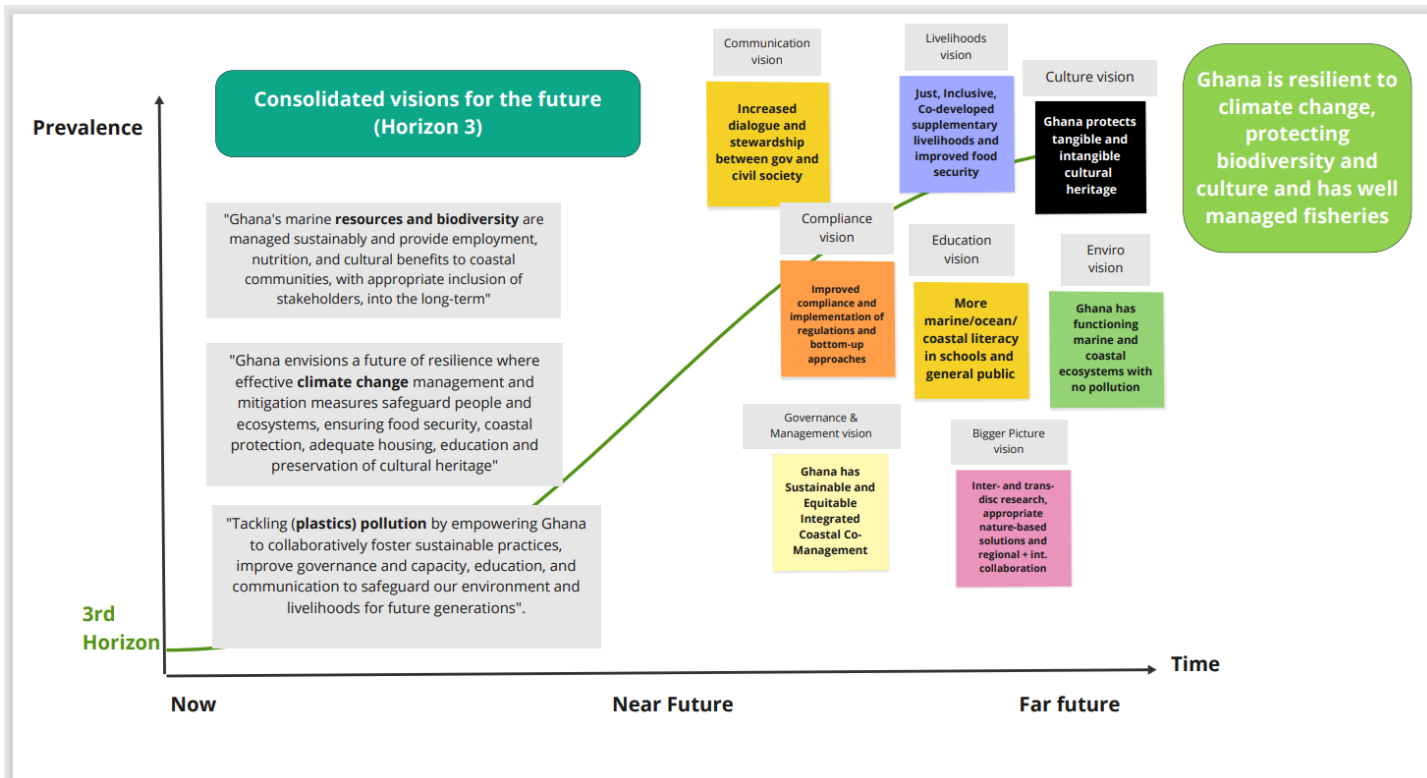 Prevalence
Consolidated visions for the future
(Horizon 3)
"Ghana's marine resources and biodiversity are
managed sustainably and provide employment,
nutrition, and cultural benefits to coastal
communities, with appropriate inclusion of
stakeholders, into the long-term"
"Ghana envisions a future of resilience where
effective climate change management and
mitigation measures safeguard people and
ecosystems, ensuring food security, coastal
protection, adequate housing, education and
preservation of cultural heritage"
"Tackling (plastics) pollution by empowering Ghana
to collaboratively foster sustainable practices,
improve governance and capacity, education, and
communication to safeguard our environment and
livelihoods for future generations".
Communication
vision
Increased
dialogue and
stewardship
between gov and
civil society
Livelihoods
vision
Just, Inclusive,
Co-developed
supplementary
livelihoods and
improved food
security
Culture vision
Ghana protects
tangible and
intangible
cultural
heritage
Ghana is resilient to
climate change,
protecting
biodiversity and
culture and has well
managed fisheries
Compliance
vision
Improved
compliance and
implementation of
regulations and
bottom-up
approaches
Education
vision
More
marine/ocean/
coastal literacy
in schools and
general public
Enviro
vision
Ghana has
functioning
marine and
coastal
ecosystems with
no pollution
Governance &
Management vision
Ghana has
Sustainable and
Equitable
Integrated
Coastal Co-
Management
Bigger Picture
vision
Inter- and trans-
disc research,
appropriate
nature-based
solutions and
regional + int.
collaboration
3rd
Horizon
Time
Now
Near Future
Far future